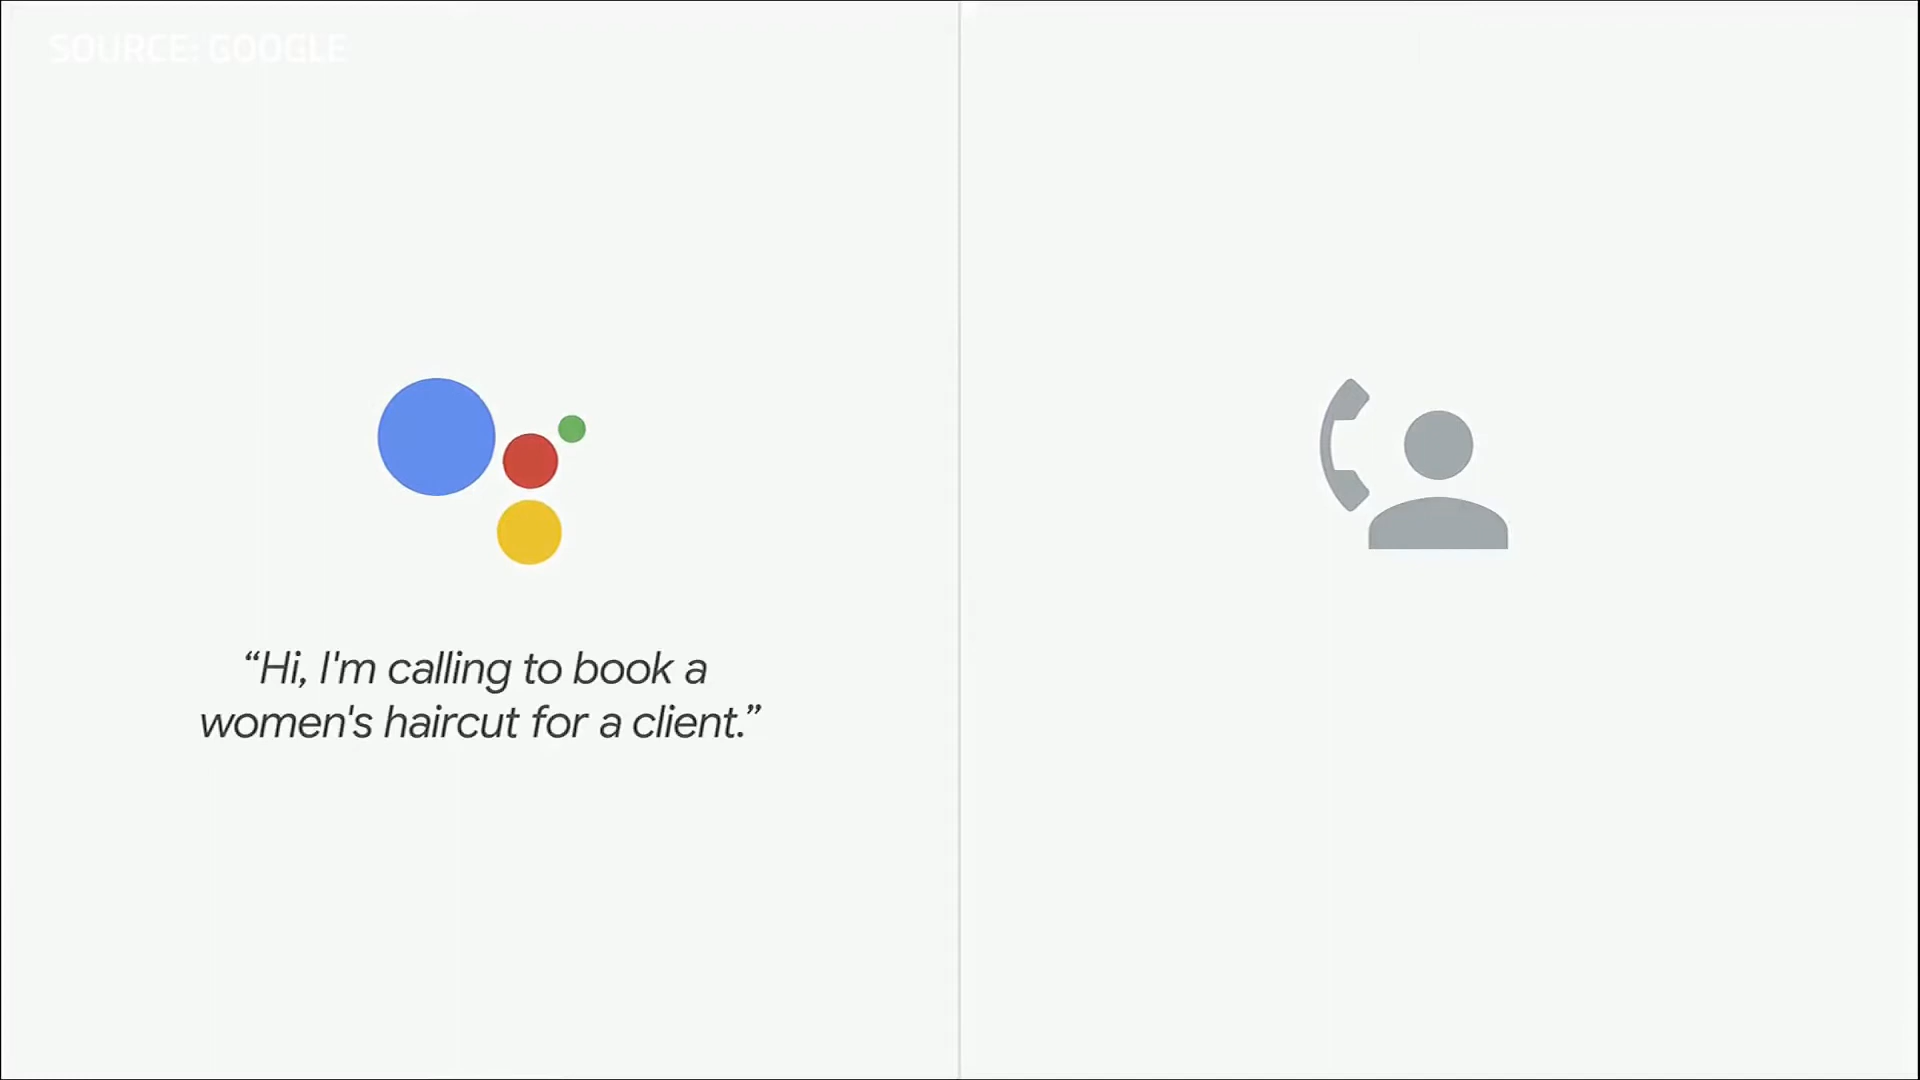 SOURCE: GOOGLE
“Hi, I'm calling to book a
women's haircut for a client.”